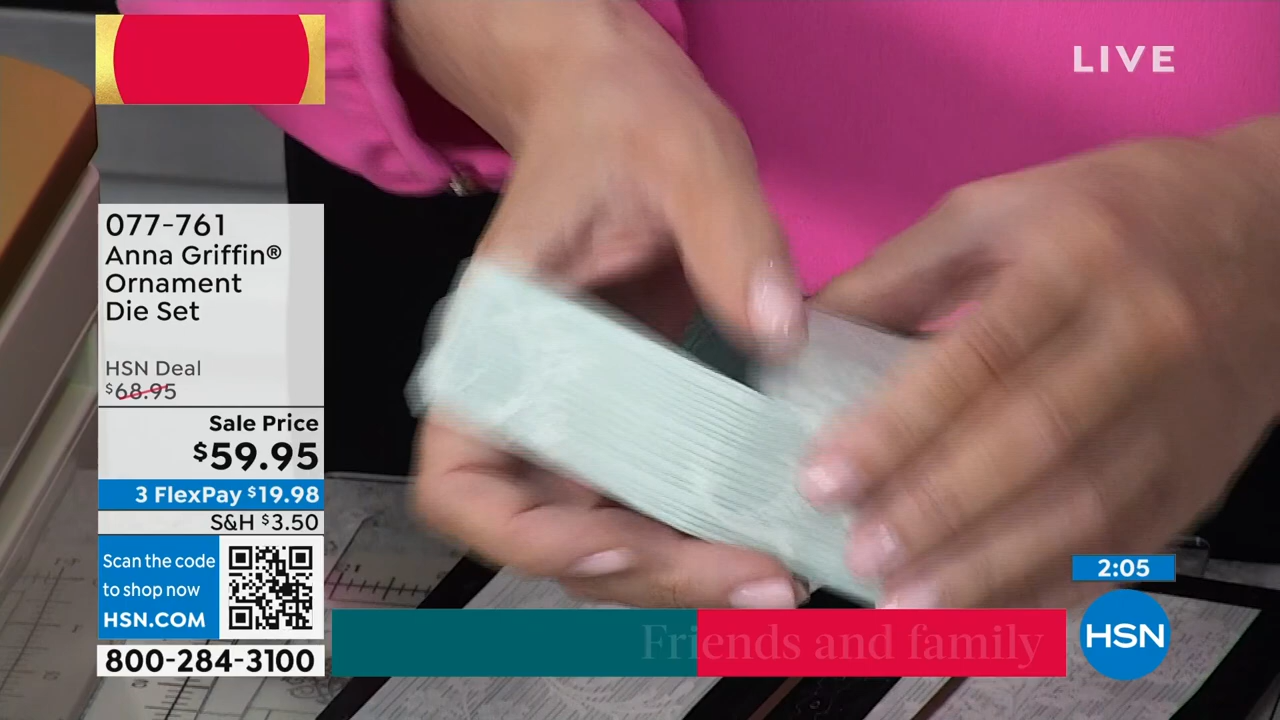 LIVE
077-761
Anna Griffin®
Ornament
Die Set
HSN Deal
$68.95
Sale Price
$59.95
3 FlexPay $19.98
S&H $3.50
Scan the code
to shop now
HSN.COM
800-284-3100
Friends and family
2:05
HSN